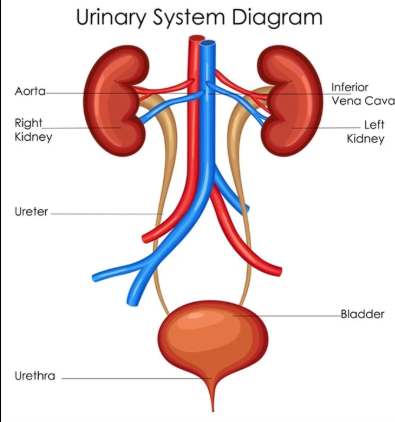 Urinary System Diagram
Aorta
Inferior
Vena Cava
Right
Kidney
Left
Kidney
Ureter
Bladder
Urethra